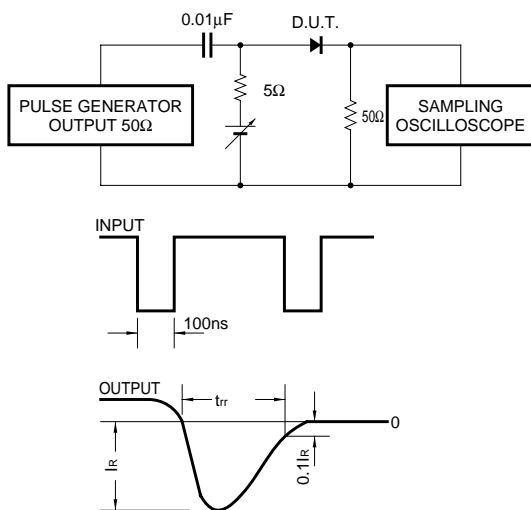 0.01μF
D.U.T.
5Ω
50Ω
PULSE GENERATOR
OUTPUT 50Ω
SAMPLING
OSCILLOSCOPE
INPUT
100ns
OUTPUT
trr
0
IR
0.1IR